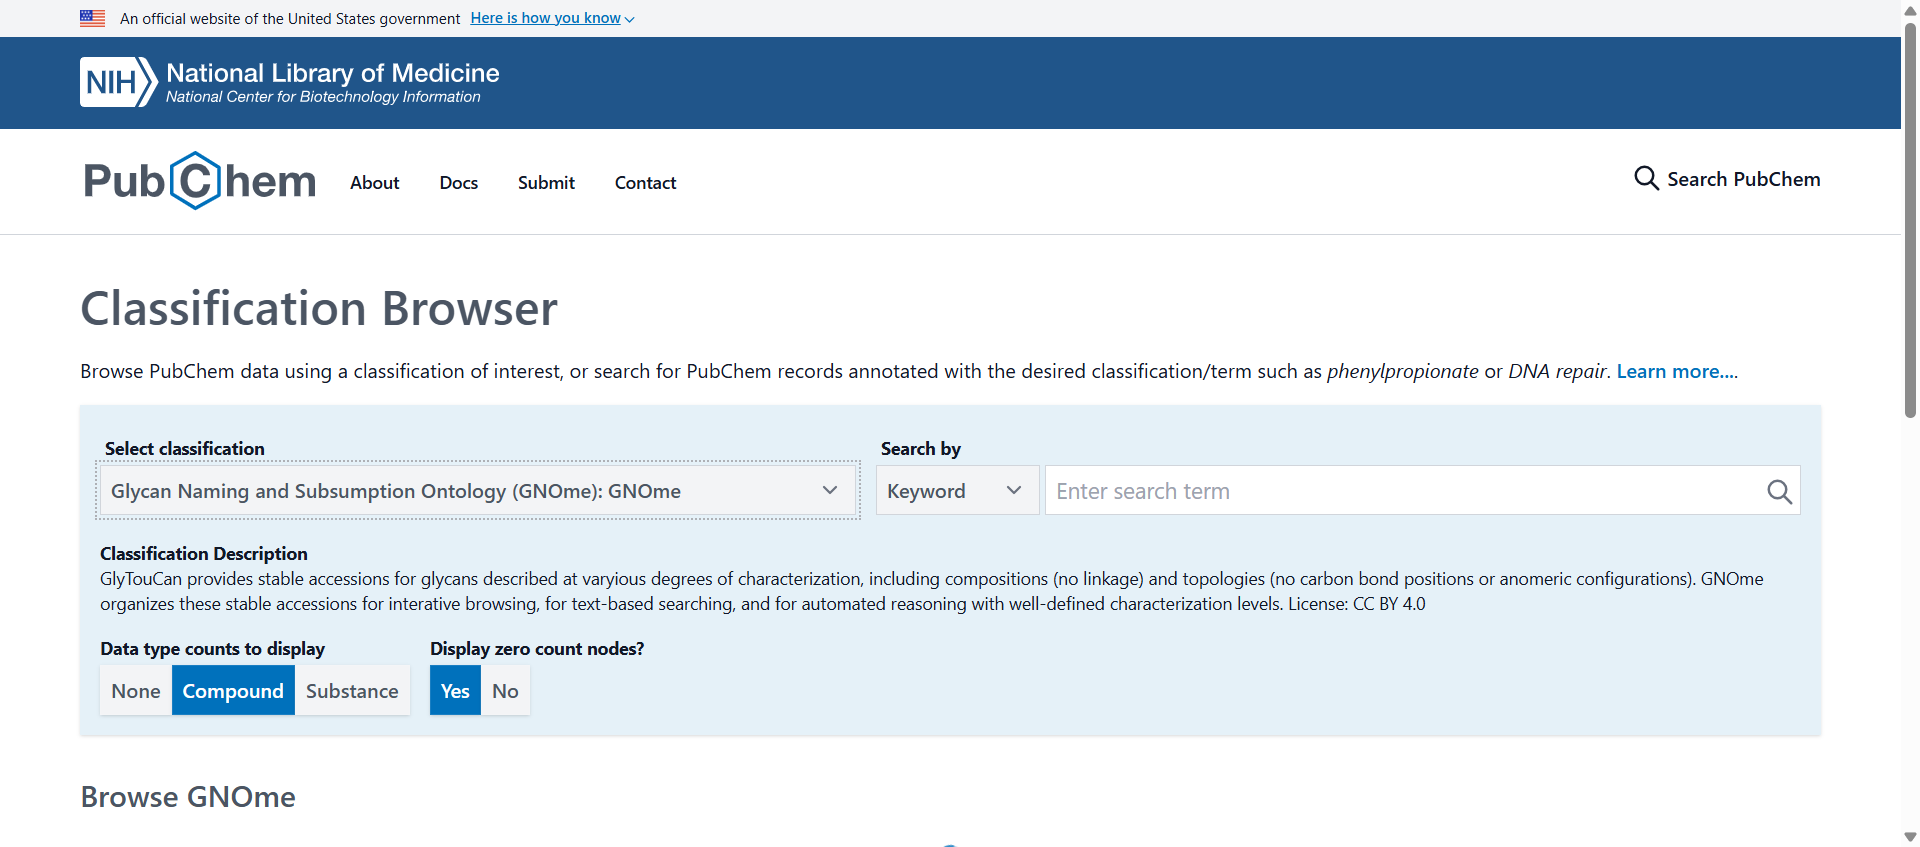 An official website of the United States government Here is how you know
NIH National Library of Medicine
National Center for Biotechnology Information
PubChem About Docs Submit Contact Search PubChem
Classification Browser
Browse PubChem data using a classification of interest, or search for PubChem records annotated with the desired classification/term such as phenylpropionate or DNA repair. Learn more....
Select classification Search by
Glycan Naming and Subsumption Ontology (GNOme): GNOme Keyword Enter search term
Classification Description
GlyTouCan provides stable accessions for glycans described at varyious degrees of characterization, including compositions (no linkage) and topologies (no carbon bond positions or anomeric configurations). GNOme
organizes these stable accessions for interative browsing, for text-based searching, and for automated reasoning with well-defined characterization levels. License: CC BY 4.0
Data type counts to display Display zero count nodes?
None Compound Substance Yes No
Browse GNOme